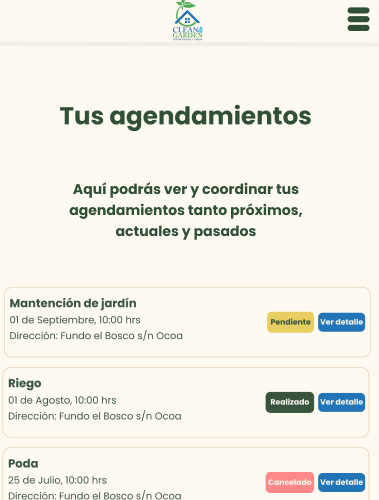 CLEAN
GARDEN
Tus agendamientos
Aquí podrás ver y coordinar tus
agendamientos tanto próximos,
actuales y pasados
Mantención de jardín
01 de Septiembre, 10:00 hrs
Dirección: Fundo el Bosco s/n Ocoa
Pendiente
Ver detalle
Riego
01 de Agosto, 10:00 hrs
Dirección: Fundo el Bosco s/n Ocoa
Realizado
Ver detalle
Poda
25 de Julio, 10:00 hrs
Dirección: Fundo el Bosco s/n Ocoa
Cancelado
Ver detalle